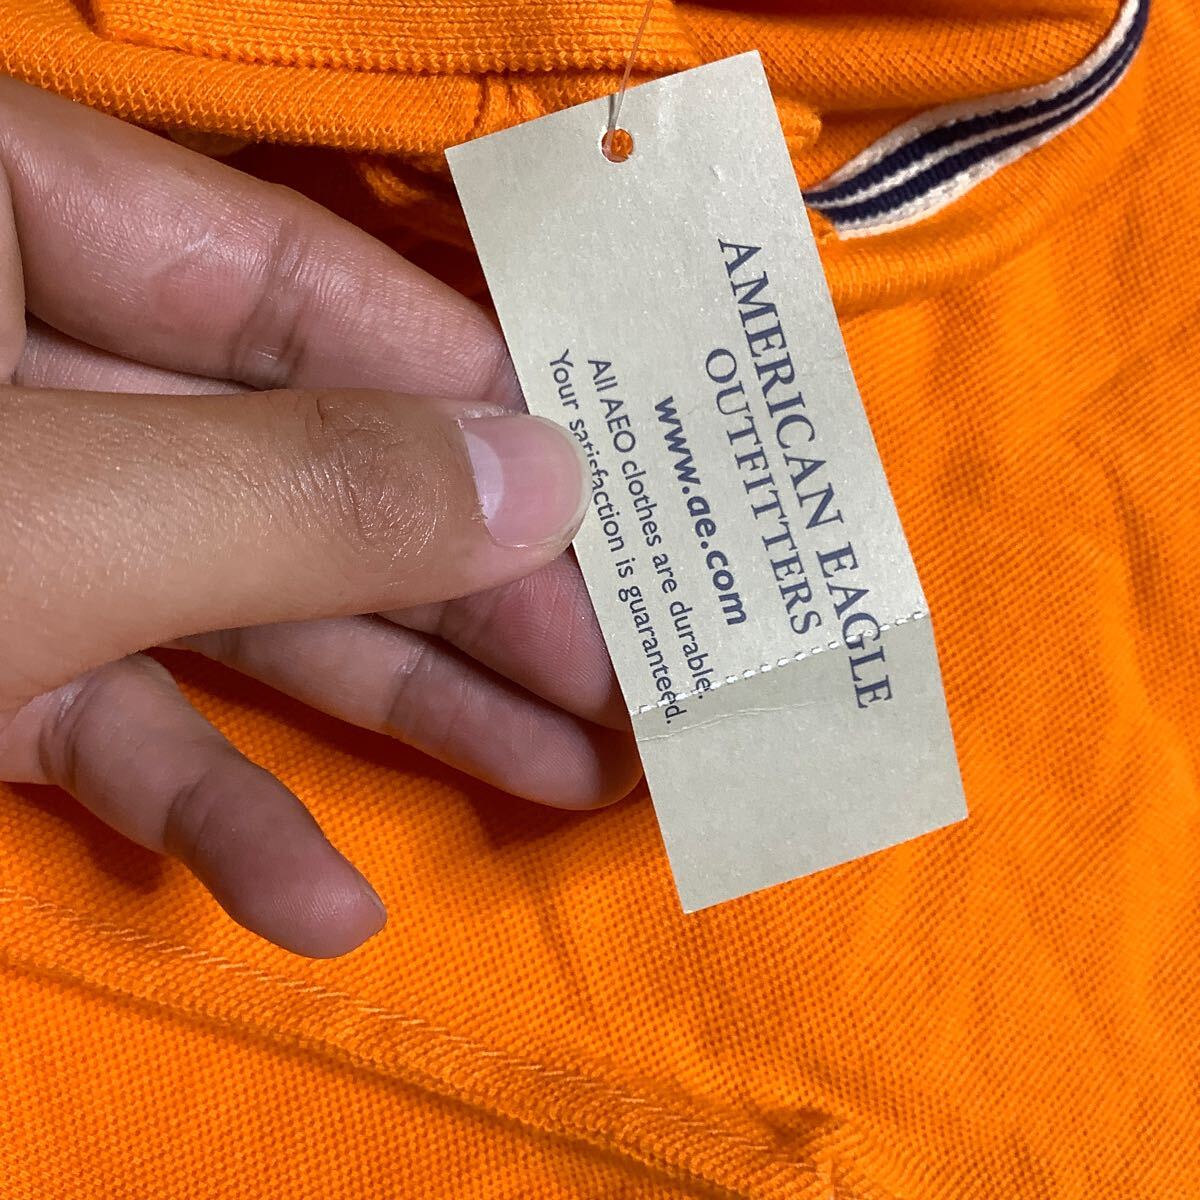 AMERICAN EAGLE
OUTFITTERS
www.ae.com
All AEO clothes are durable.
Your satisfaction is guaranteed.